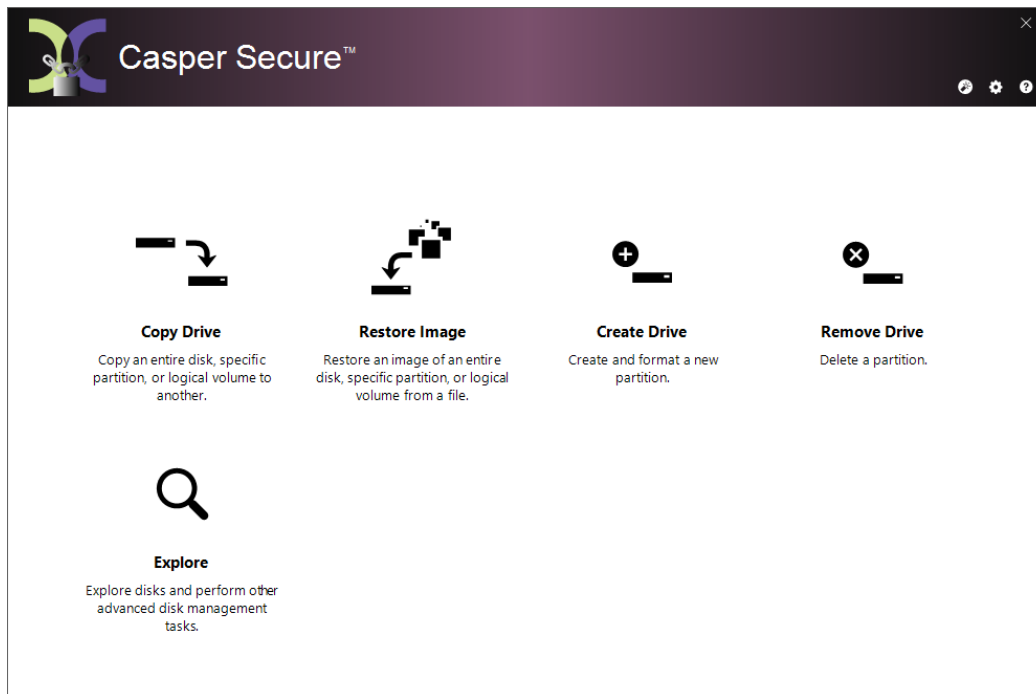 Casper Secure™
Copy Drive
Copy an entire disk, specific
partition, or logical volume to
another.
Restore Image
Restore an image of an entire
disk, specific partition, or logical
volume from a file.
Create Drive
Create and format a new
partition.
Remove Drive
Delete a partition.
Explore
Explore disks and perform other
advanced disk management
tasks.